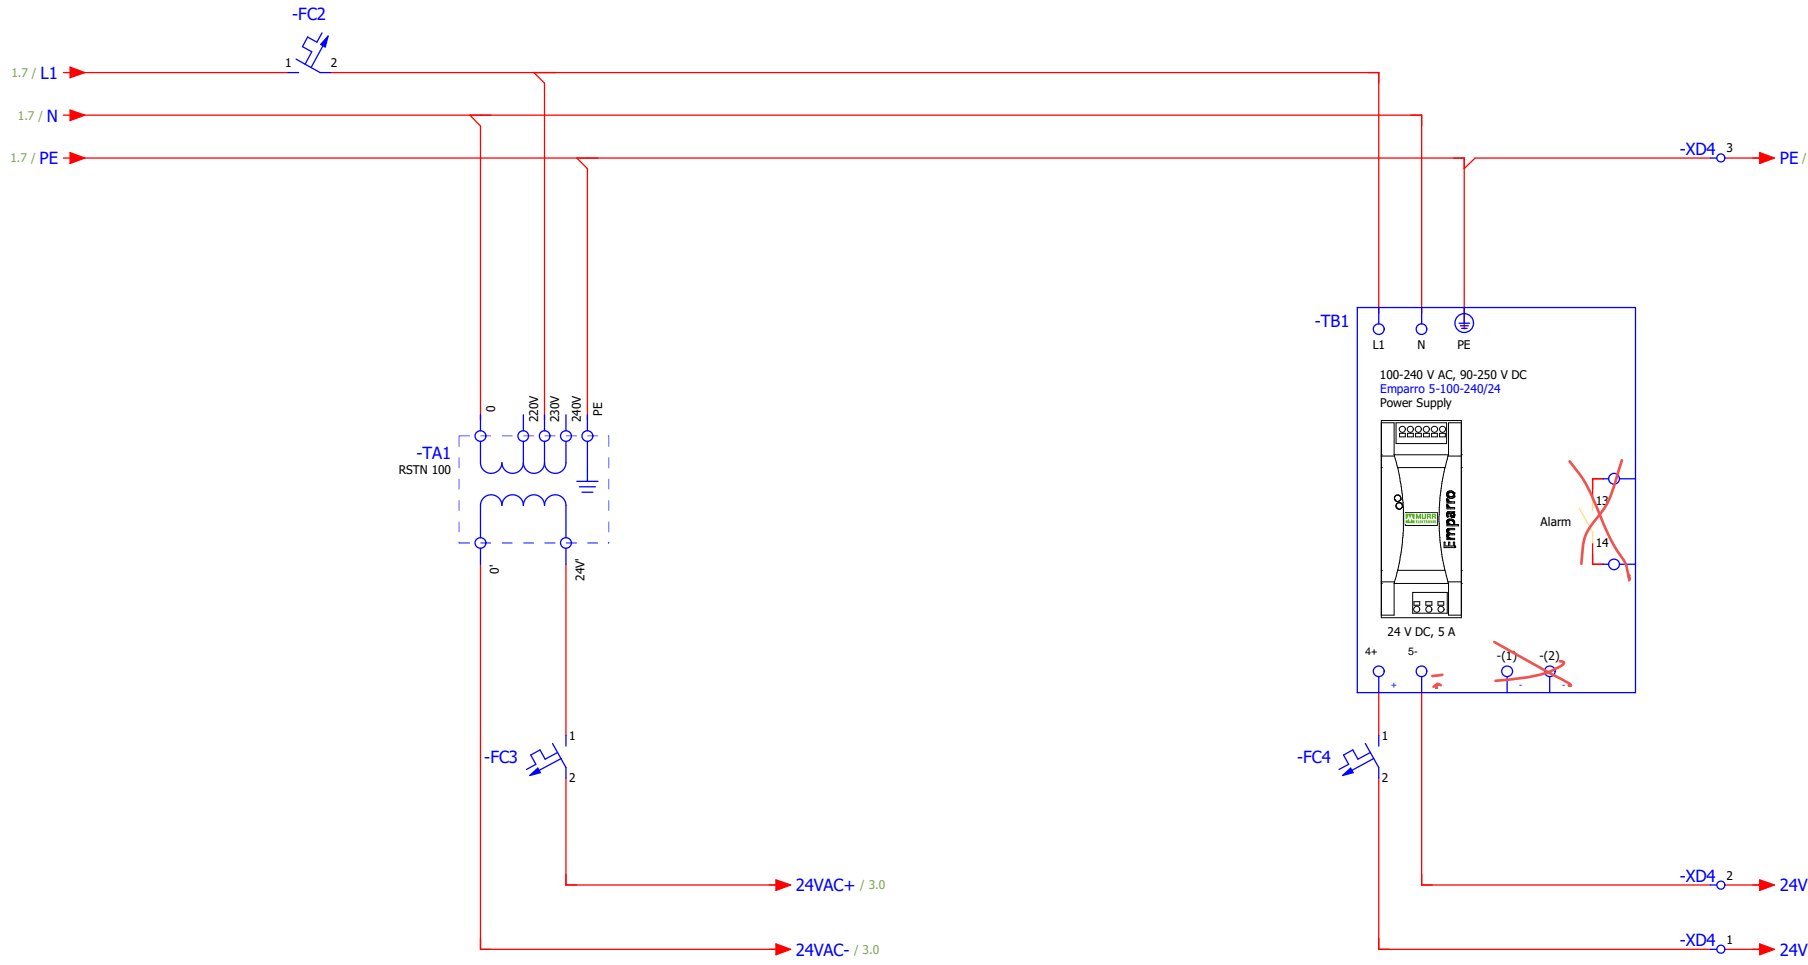 -FC2
1 2
1.7 / L1
1.7 / N
1.7 / PE
-XD4 3
PE /
-TB1
L1 N PE
100-240 V AC, 90-250 V DC
Emparro 5-100-240/24
Power Supply
0 220V 230V 240V PE
-TA1
RSTN 100
MURR
Emparro
13
Alarm
14
0' 24V'
24 V DC, 5 A
4+ 5- -(1) -(2)
+ - -
-FC3 1
2
-FC4 1
2
24VAC+ / 3.0
-XD4 2
24V
24VAC- / 3.0
-XD4 1
24V